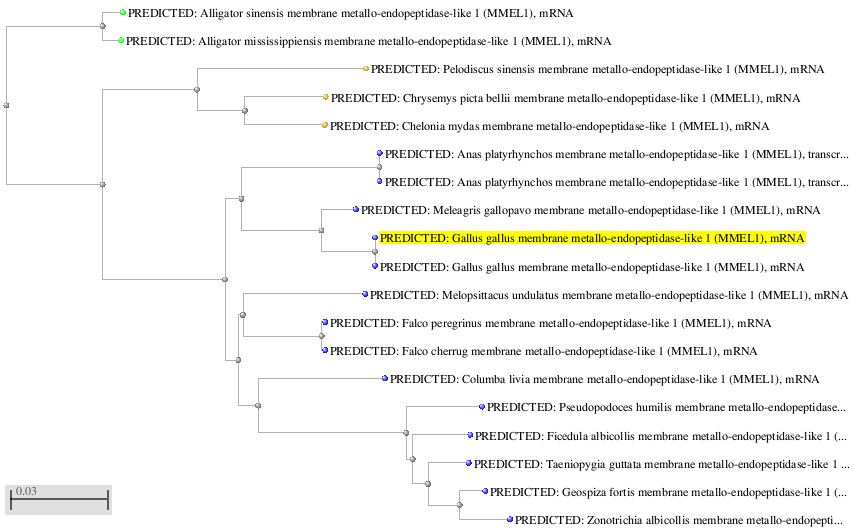 PREDICTED: Alligator sinensis membrane metallo-endopeptidase-like 1 (MMEL1), mRNA
PREDICTED: Alligator mississippiensis membrane metallo-endopeptidase-like 1 (MMEL1), mRNA
PREDICTED: Pelodiscus sinensis membrane metallo-endopeptidase-like 1 (MMEL1), mRNA
PREDICTED: Chrysemys picta bellii membrane metallo-endopeptidase-like 1 (MMEL1), mRNA
PREDICTED: Chelonia mydas membrane metallo-endopeptidase-like 1 (MMEL1), mRNA
PREDICTED: Anas platyrhynchos membrane metallo-endopeptidase-like 1 (MMEL1), transcr...
PREDICTED: Anas platyrhynchos membrane metallo-endopeptidase-like 1 (MMEL1), transcr...
PREDICTED: Meleagris gallopavo membrane metallo-endopeptidase-like 1 (MMEL1), mRNA
PREDICTED: Gallus gallus membrane metallo-endopeptidase-like 1 (MMEL1), mRNA
PREDICTED: Gallus gallus membrane metallo-endopeptidase-like 1 (MMEL1), mRNA
PREDICTED: Melopsittacus undulatus membrane metallo-endopeptidase-like 1 (MMEL1), mRNA
PREDICTED: Falco peregrinus membrane metallo-endopeptidase-like 1 (MMEL1), mRNA
PREDICTED: Falco cherrug membrane metallo-endopeptidase-like 1 (MMEL1), mRNA
PREDICTED: Columba livia membrane metallo-endopeptidase-like 1 (MMEL1), mRNA
PREDICTED: Pseudopodoces humilis membrane metallo-endopeptidase...
PREDICTED: Ficedula albicollis membrane metallo-endopeptidase-like 1 (...
PREDICTED: Taeniopygia guttata membrane metallo-endopeptidase-like 1 ...
PREDICTED: Geospiza fortis membrane metallo-endopeptidase-like 1 (...
PREDICTED: Zonotrichia albicollis membrane metallo-endopepti...
0.03